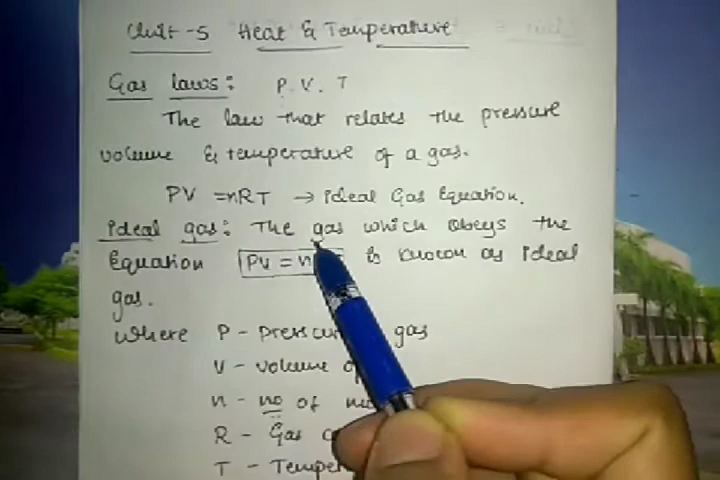 Unit-5 Heat & Temperature
Gas laws: P. V. T
The law that relates the pressure
volume & temperature of a gas.
PV = nRT → ideal Gas Equation.
ideal gas: The gas which obeys the
Equation PV = n is known as ideal
gas.
where P - pressur gas
V - volume o
n - no of m
R - Gas c
T - Temper